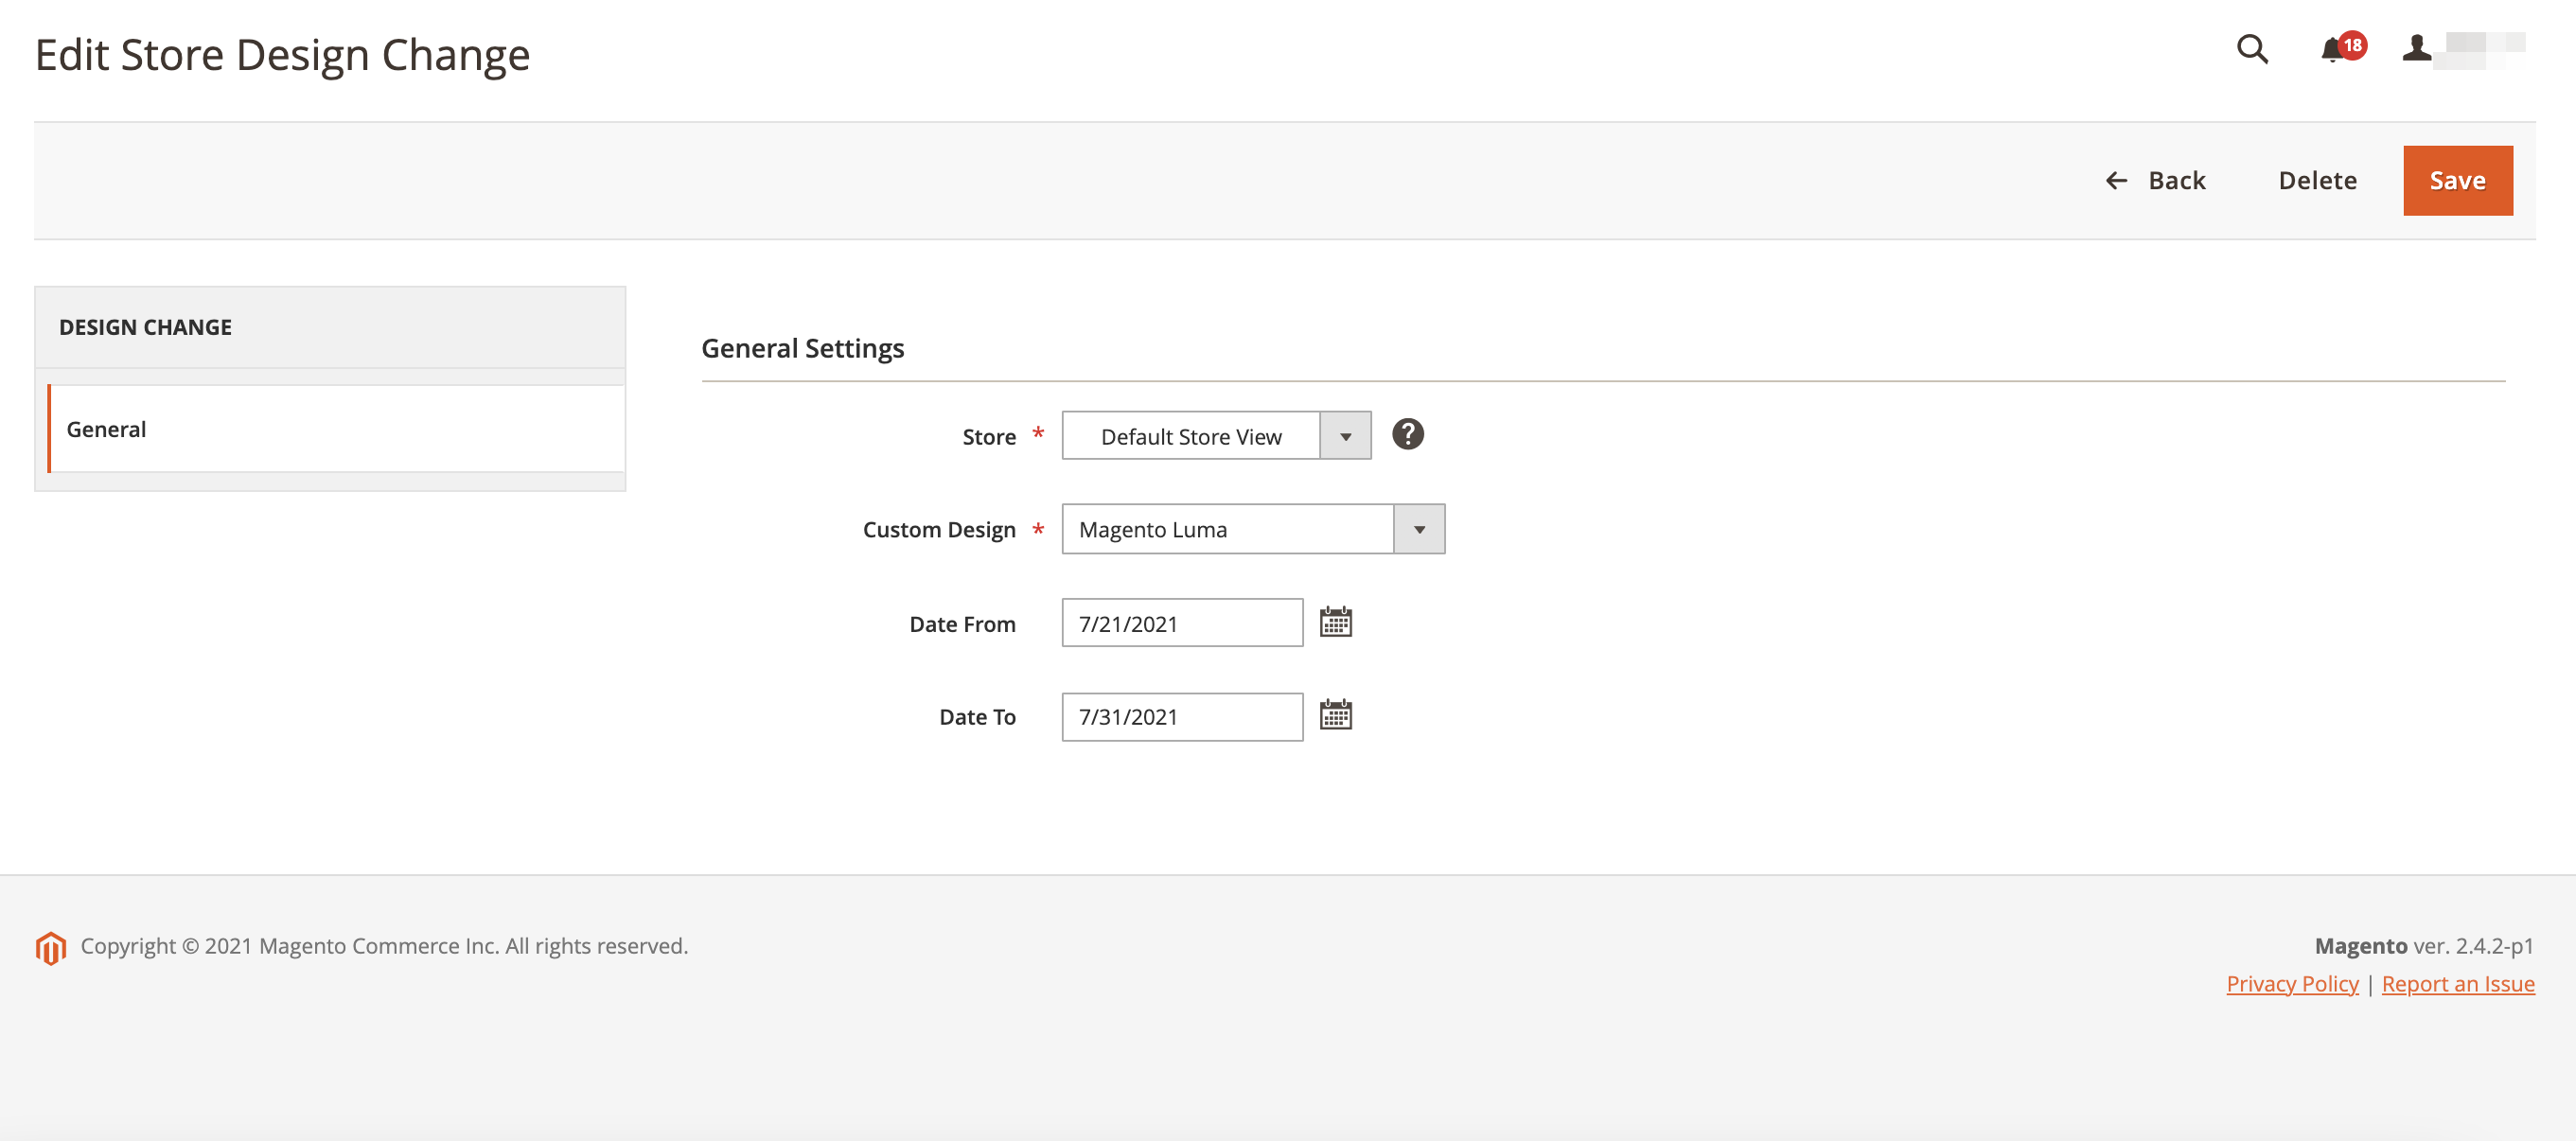 Edit Store Design Change
18
Back
Delete
Save
DESIGN CHANGE
General
General Settings
Store *
Default Store View
?
Custom Design *
Magento Luma
Date From
7/21/2021
Date To
7/31/2021
Copyright © 2021 Magento Commerce Inc. All rights reserved.
Magento ver. 2.4.2-p1
Privacy Policy | Report an Issue